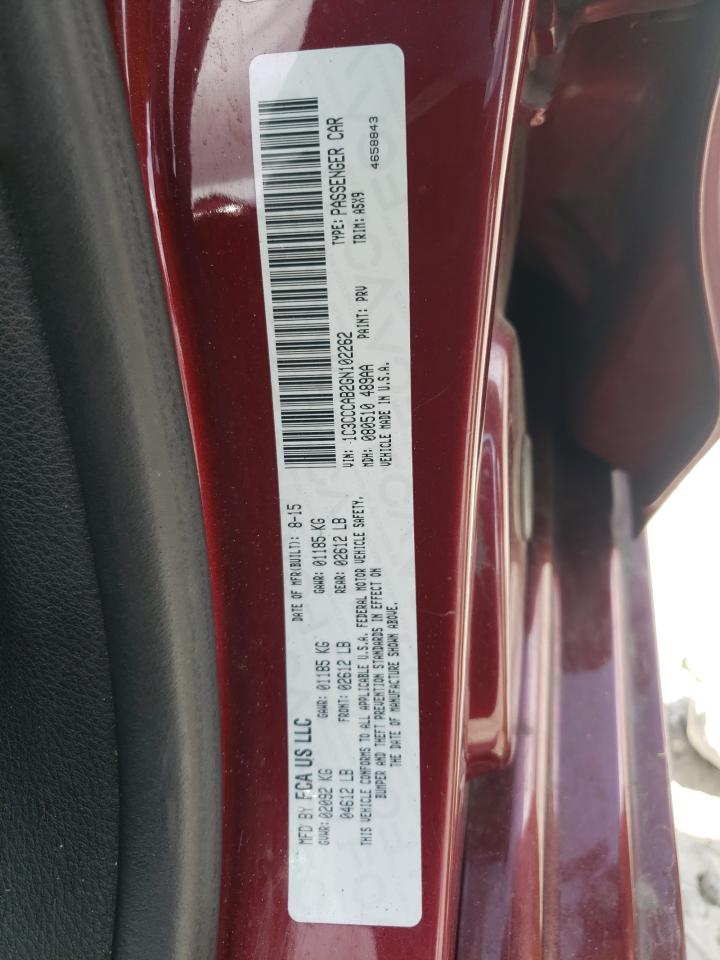 MFD BY FCA US LLC
DATE OF MFR(BUILT): 8-15
GVWR: 02092 KG
GAWR: 01185 KG
GAWR: 01185 KG
04612 LB
FRONT: 02612 LB
REAR: 02612 LB
THIS VEHICLE CONFORMS TO ALL APPLICABLE U.S.A. FEDERAL MOTOR VEHICLE SAFETY,
BUMPER AND THEFT PREVENTION STANDARDS IN EFFECT ON
THE DATE OF MANUFACTURE SHOWN ABOVE.
VIN: 1C3CCCAB2GN102262
TYPE: PASSENGER CAR
MDH: 080510 489AA
PAINT: PRV
TRIM: A5X9
VEHICLE MADE IN U.S.A.
4658843